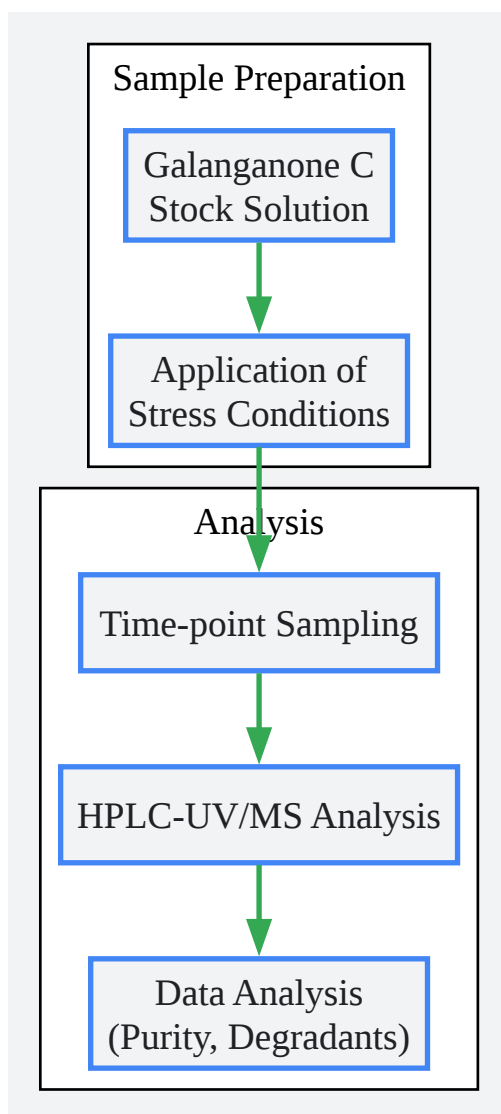 Sample Preparation
Galanganone C
Stock Solution
Application of
Stress Conditions
Analysis
Time-point Sampling
HPLC-UV/MS Analysis
Data Analysis
(Purity, Degradants)